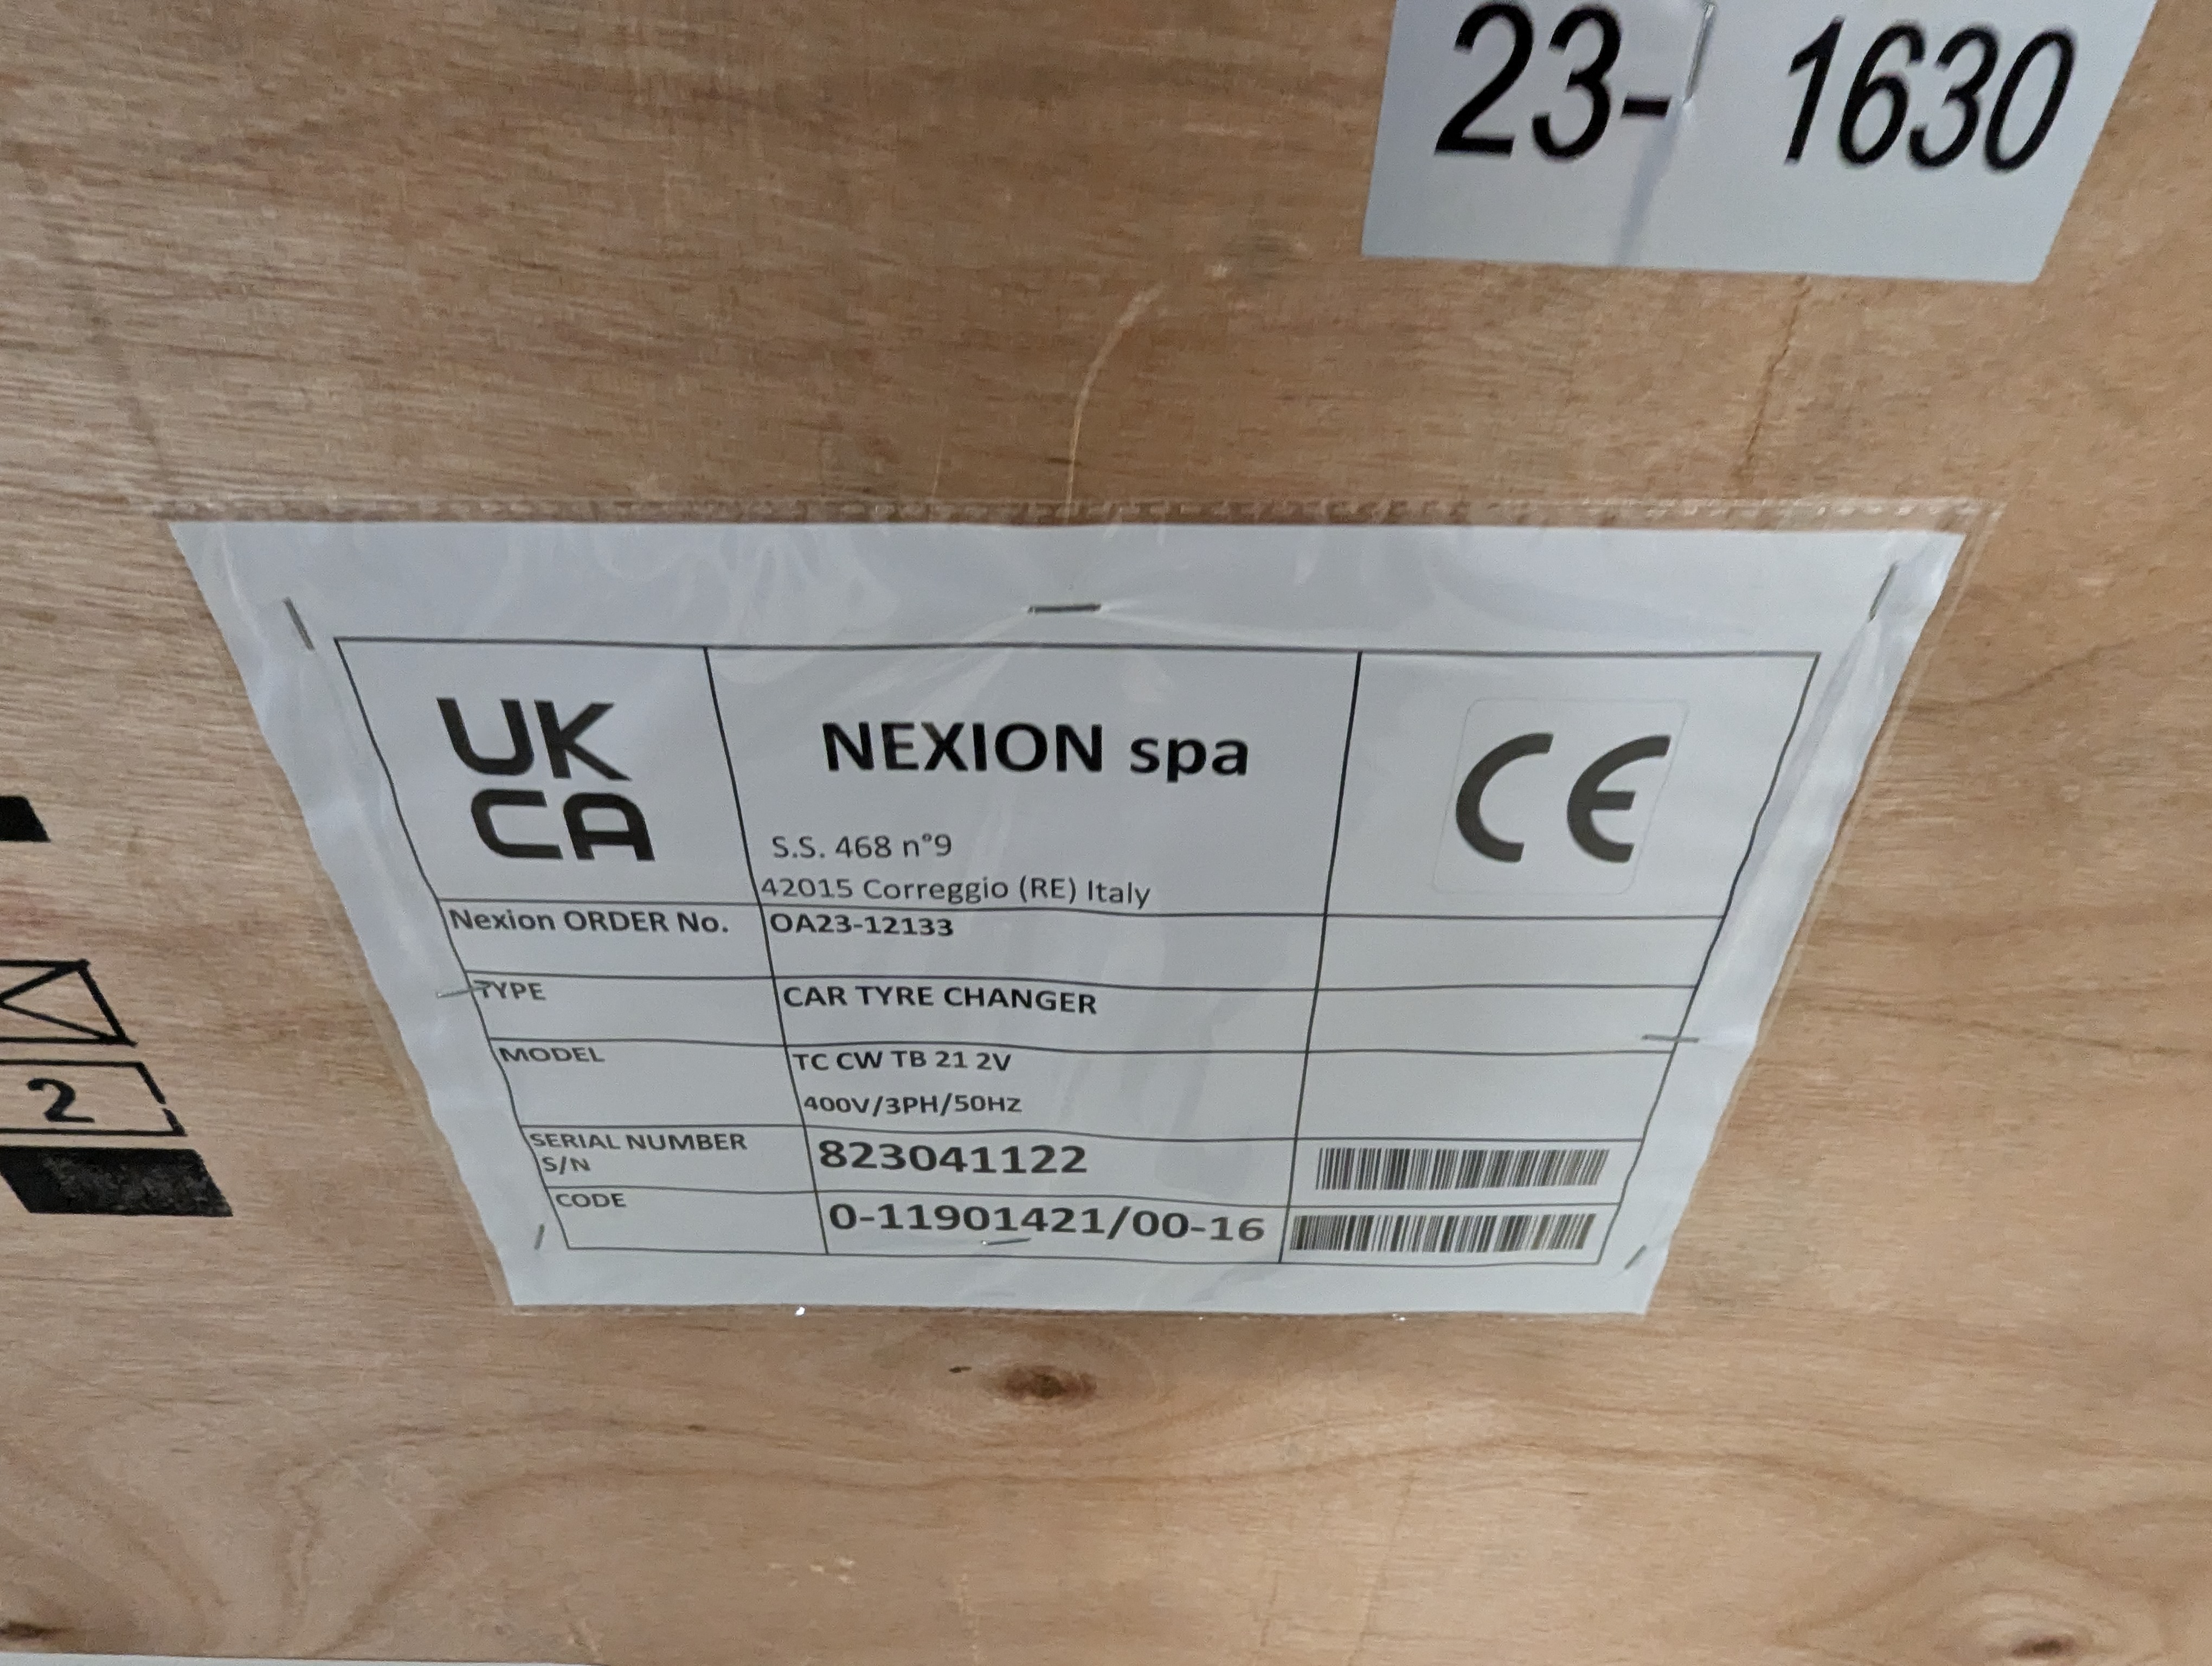 23- 1630
UK
CA
NEXION spa
CE
S.S. 468 n°9
42015 Correggio (RE) Italy
Nexion ORDER No. OA23-12133
TYPE CAR TYRE CHANGER
MODEL TC CW TB 21 2V
400V/3PH/50HZ
SERIAL NUMBER 823041122
S/N
CODE 0-11901421/00-16
2